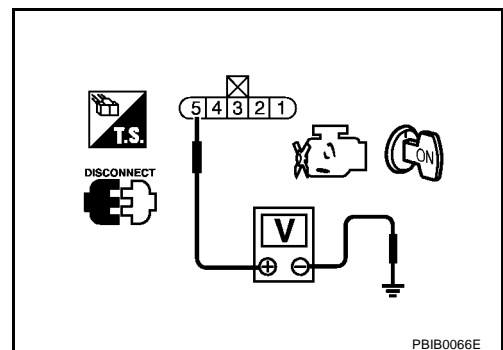 5 4 3 2 1
T.S.
ON
DISCONNECT
V
+ −
PBIB0066E